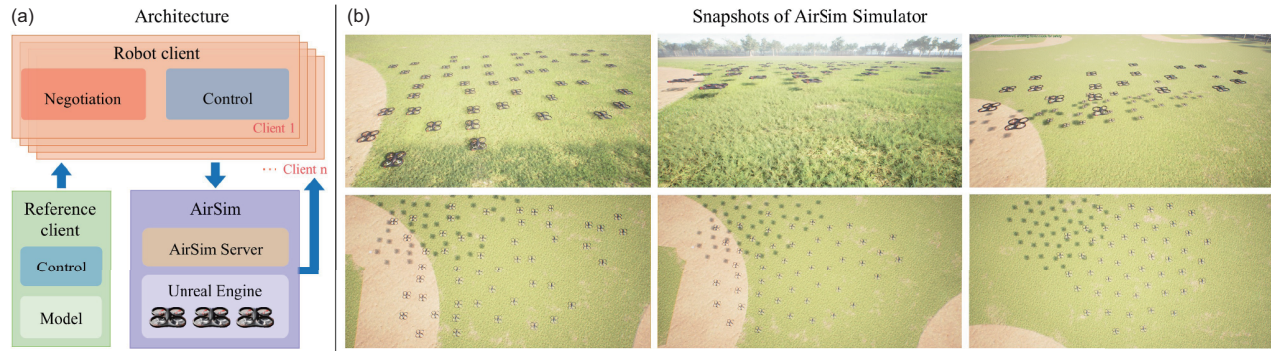 (a)
Architecture
Robot client
Negotiation
Control
Client 1
··· Client n
Reference
client
Control
Model
AirSim
AirSim Server
Unreal Engine
(b)
Snapshots of AirSim Simulator